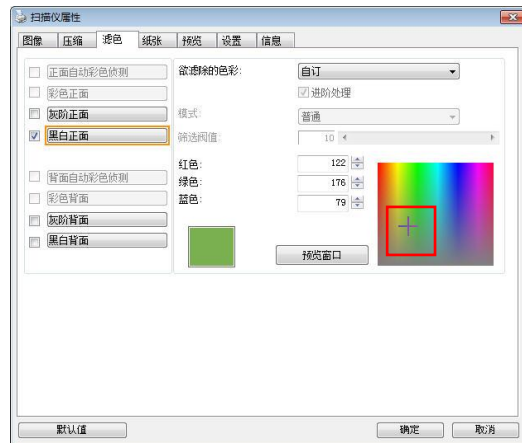 扫描仪属性
图像 压缩 滤色 纸张 预览 设置 信息
正面自动彩色侦测
彩色正面
灰阶正面
黑白正面
背面自动彩色侦测
彩色背面
灰阶背面
黑白背面
欲滤除的色彩: 自订
进阶处理
模式: 普通
筛选阀值: 10
红色: 122
绿色: 176
蓝色: 79
预览窗口
默认值 确定 取消